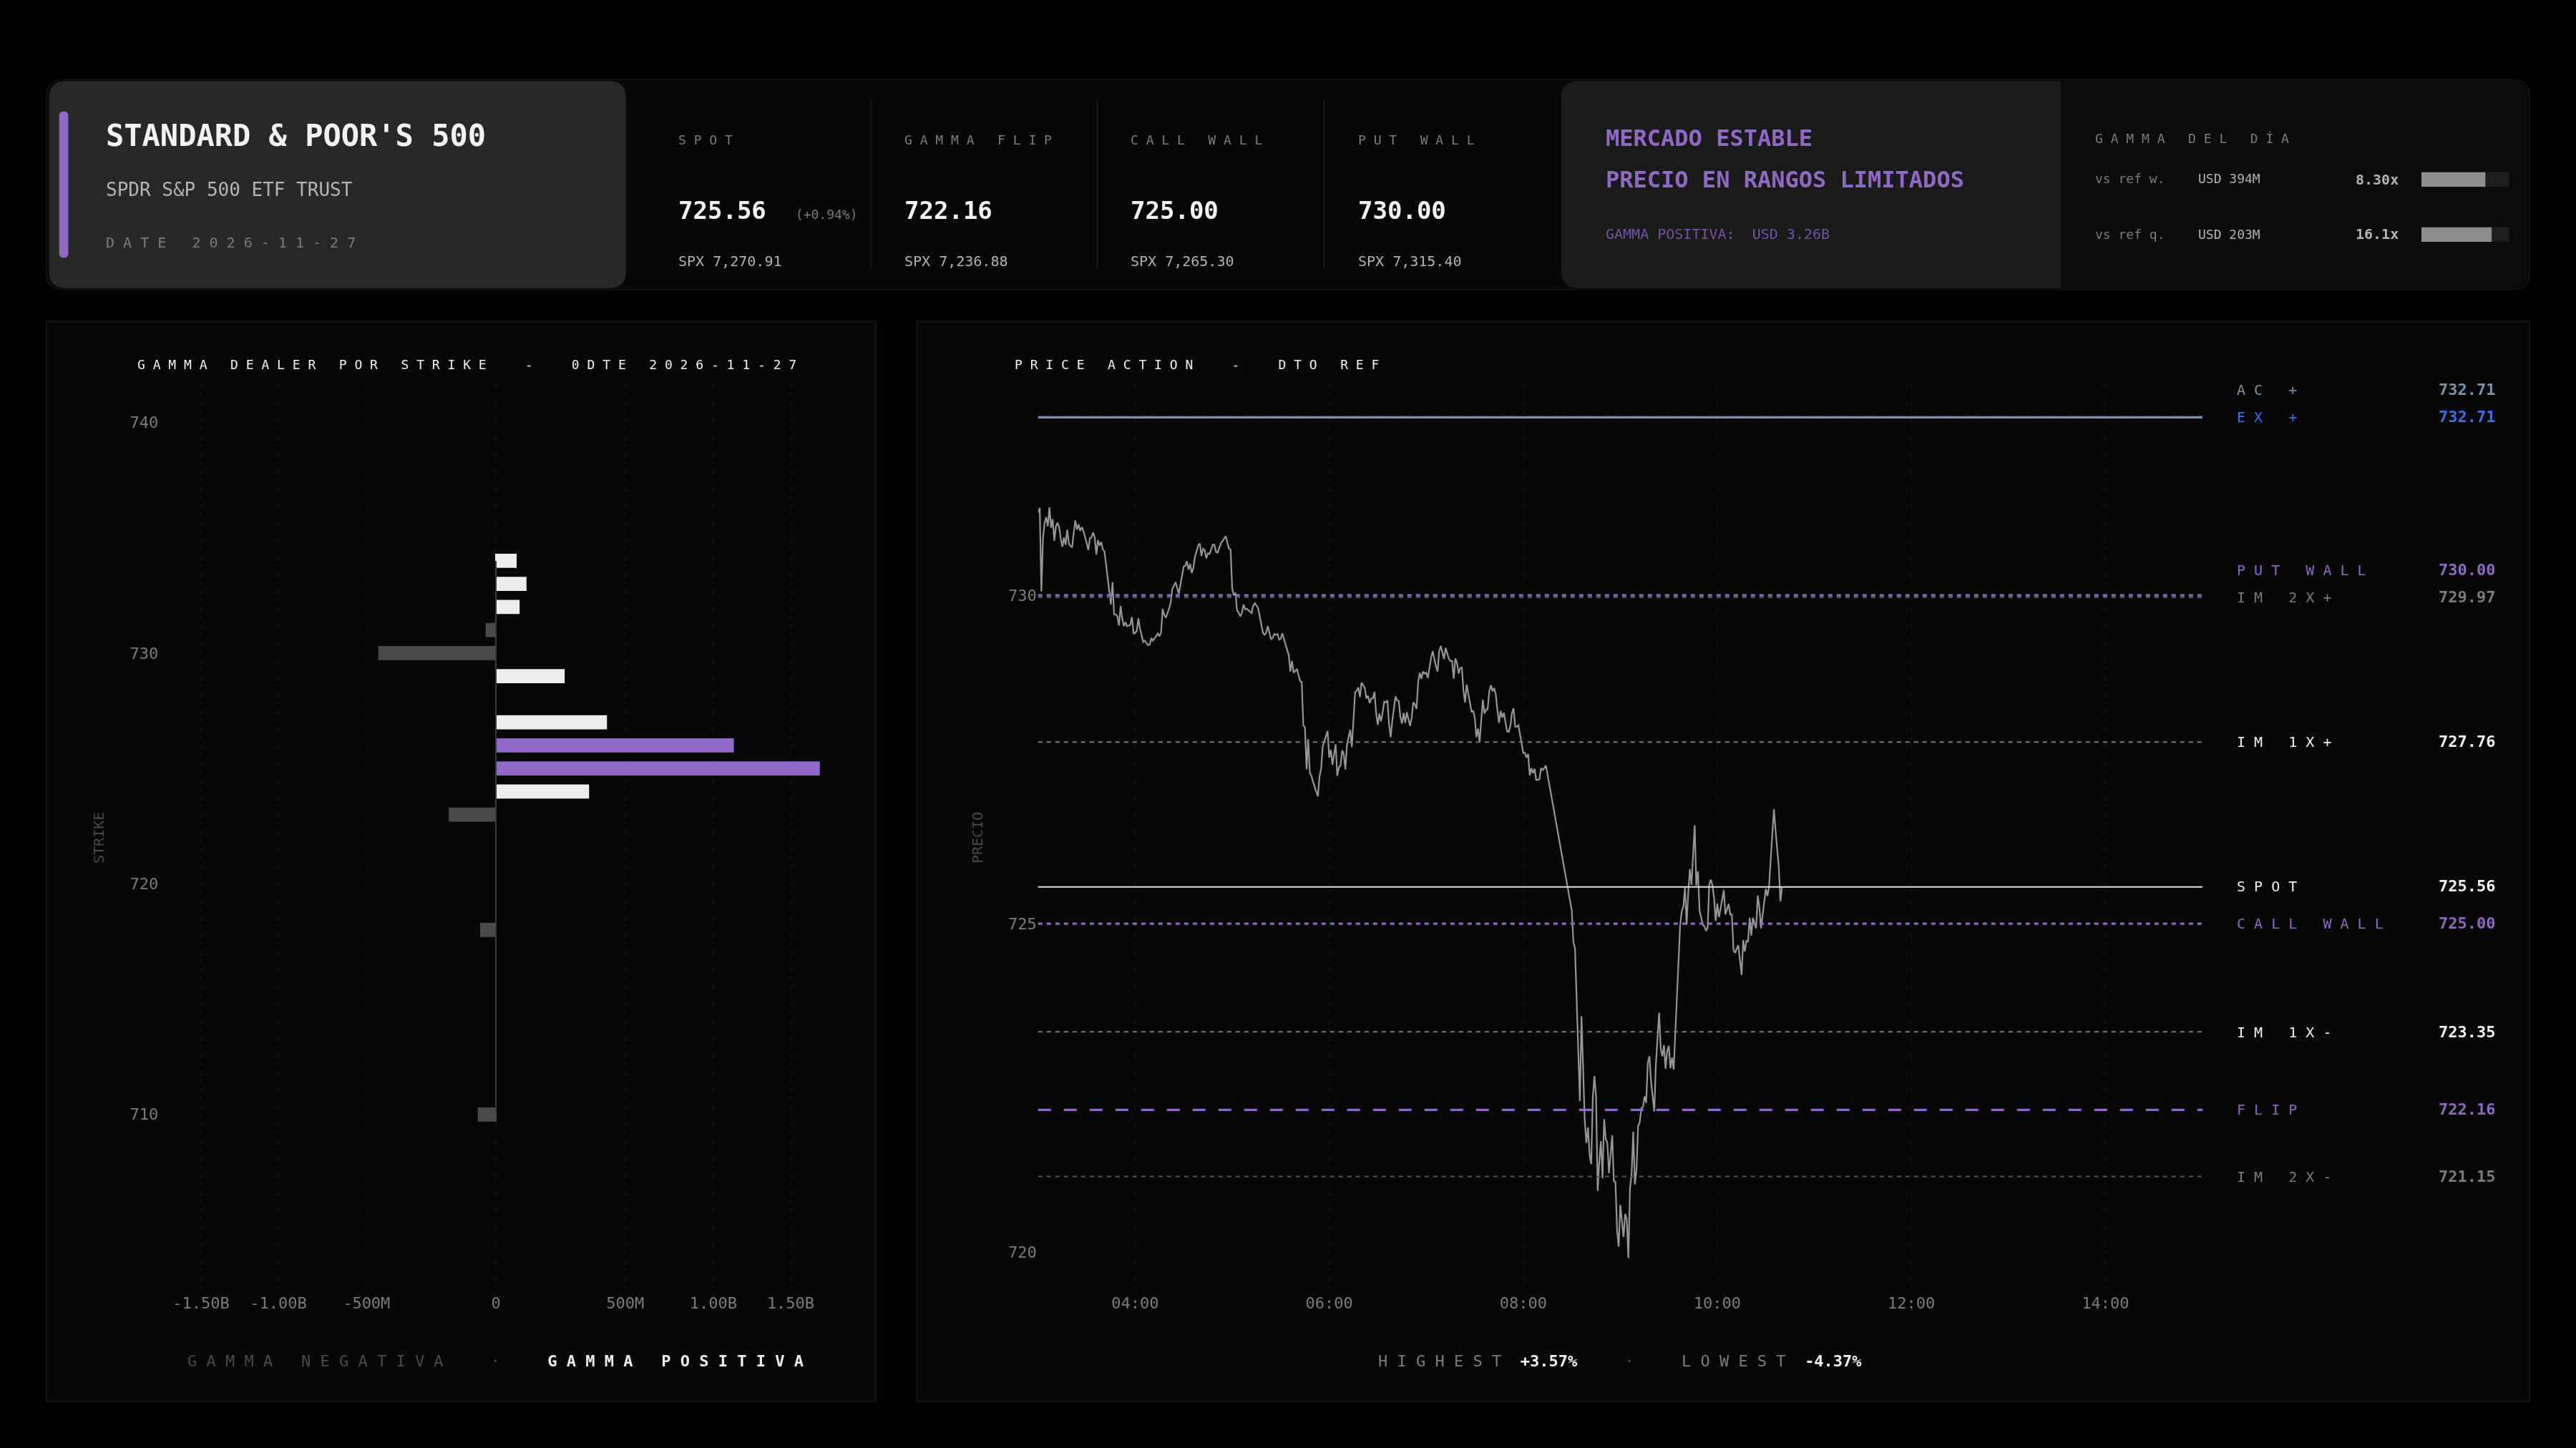 STANDARD & POOR'S 500
SPDR S&P 500 ETF TRUST
DATE 2026-11-27
SPOT
725.56 (+0.94%)
SPX 7,270.91
GAMMA FLIP
722.16
SPX 7,236.88
CALL WALL
725.00
SPX 7,265.30
PUT WALL
730.00
SPX 7,315.40
MERCADO ESTABLE
PRECIO EN RANGOS LIMITADOS
GAMMA POSITIVA: USD 3.26B
GAMMA DEL DÍA
vs ref w. USD 394M 8.30x
vs ref q. USD 203M 16.1x
GAMMA DEALER POR STRIKE - 0DTE 2026-11-27
740
730
720
710
STRIKE
-1.50B -1.00B -500M 0 500M 1.00B 1.50B
GAMMA NEGATIVA · GAMMA POSITIVA
PRICE ACTION - DTO REF
730
725
720
PRECIO
04:00 06:00 08:00 10:00 12:00 14:00
AC + 732.71
EX + 732.71
PUT WALL 730.00
IM 2X+ 729.97
IM 1X+ 727.76
SPOT 725.56
CALL WALL 725.00
IM 1X- 723.35
FLIP 722.16
IM 2X- 721.15
HIGHEST +3.57% · LOWEST -4.37%